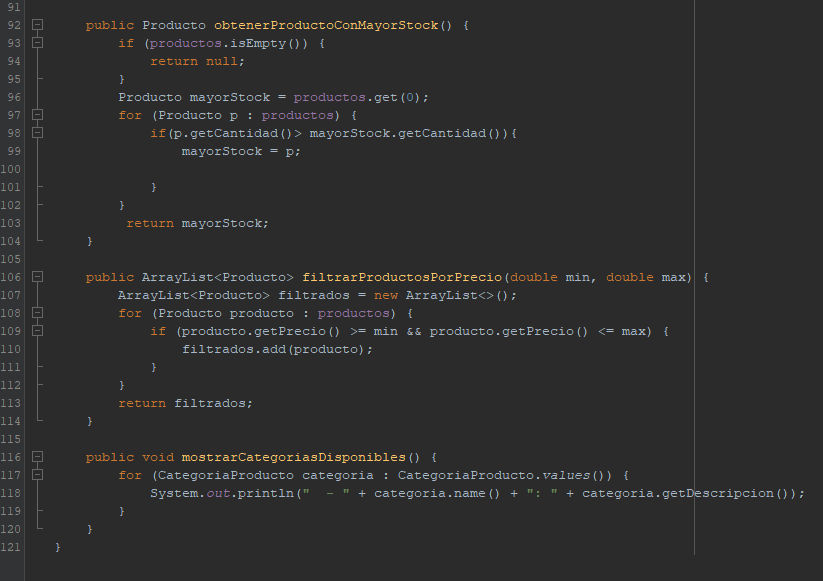 91
92 public Producto obtenerProductoConMayorStock() {
93 if (productos.isEmpty()) {
94 return null;
95 }
96 Producto mayorStock = productos.get(0);
97 for (Producto p : productos) {
98 if(p.getCantidad()> mayorStock.getCantidad()){
99 mayorStock = p;
100
101 }
102 }
103 return mayorStock;
104 }
105
106 public ArrayList<Producto> filtrarProductosPorPrecio(double min, double max) {
107 ArrayList<Producto> filtrados = new ArrayList<>();
108 for (Producto producto : productos) {
109 if (producto.getPrecio() >= min && producto.getPrecio() <= max) {
110 filtrados.add(producto);
111 }
112 }
113 return filtrados;
114 }
115
116 public void mostrarCategoriasDisponibles() {
117 for (CategoriaProducto categoria : CategoriaProducto.values()) {
118 System.out.println("  - " + categoria.name() + ": " + categoria.getDescripcion());
119 }
120 }
121 }